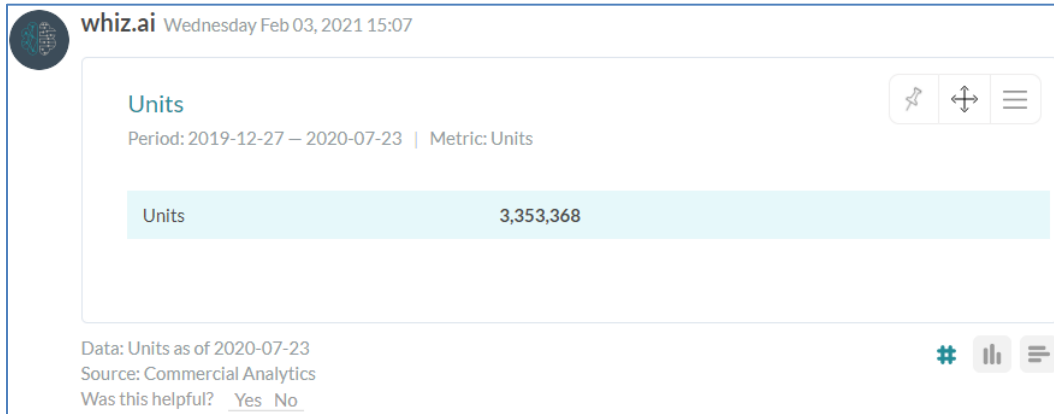 whiz.ai Wednesday Feb 03, 2021 15:07
Units
Period: 2019-12-27 — 2020-07-23 | Metric: Units
Units 3,353,368
Data: Units as of 2020-07-23
Source: Commercial Analytics
Was this helpful? Yes No